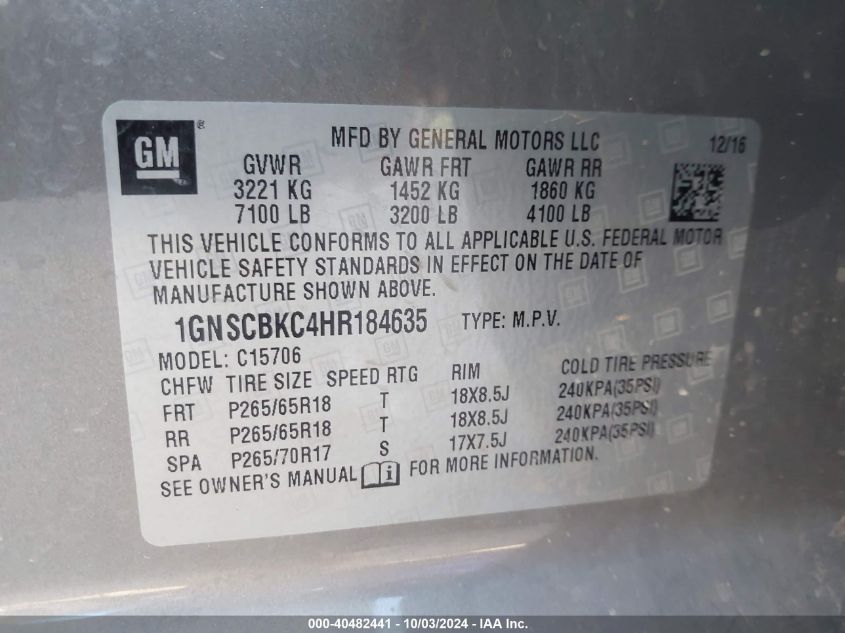 GM ®
MFD BY GENERAL MOTORS LLC 12/16
GVWR GAWR FRT GAWR RR
3221 KG 1452 KG 1860 KG
7100 LB 3200 LB 4100 LB
THIS VEHICLE CONFORMS TO ALL APPLICABLE U.S. FEDERAL MOTOR
VEHICLE SAFETY STANDARDS IN EFFECT ON THE DATE OF
MANUFACTURE SHOWN ABOVE.
1GNSCBKC4HR184635 TYPE: M.P.V.
MODEL: C15706
CHFW TIRE SIZE SPEED RTG RIM COLD TIRE PRESSURE
FRT P265/65R18 T 18X8.5J 240KPA(35PSI)
RR P265/65R18 T 18X8.5J 240KPA(35PSI)
SPA P265/70R17 S 17X7.5J 240KPA(35PSI)
SEE OWNER'S MANUAL FOR MORE INFORMATION.
000-40482441 - 10/03/2024 - IAA Inc.